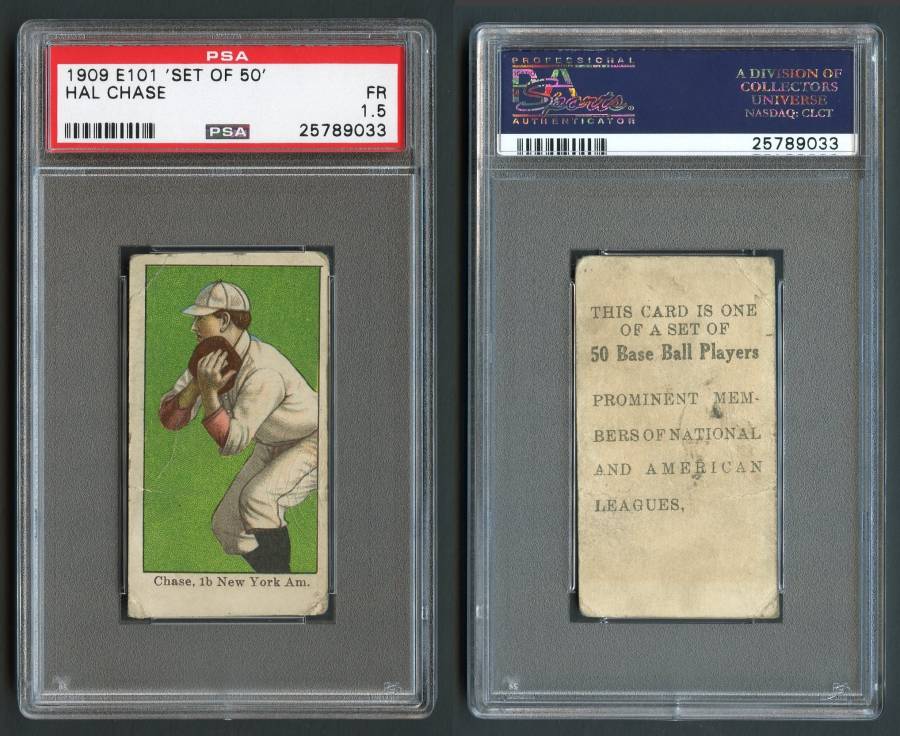 PSA
1909 E101 'SET OF 50'
HAL CHASE
FR
1.5
PSA
25789033
Chase, 1b New York Am.
PROFESSIONAL
PSA
Sports
AUTHENTICATOR
A DIVISION OF
COLLECTORS
UNIVERSE
NASDAQ: CLCT
25789033
THIS CARD IS ONE
OF A SET OF
50 Base Ball Players
PROMINENT MEM-
BERS OF NATIONAL
AND AMERICAN
LEAGUES,